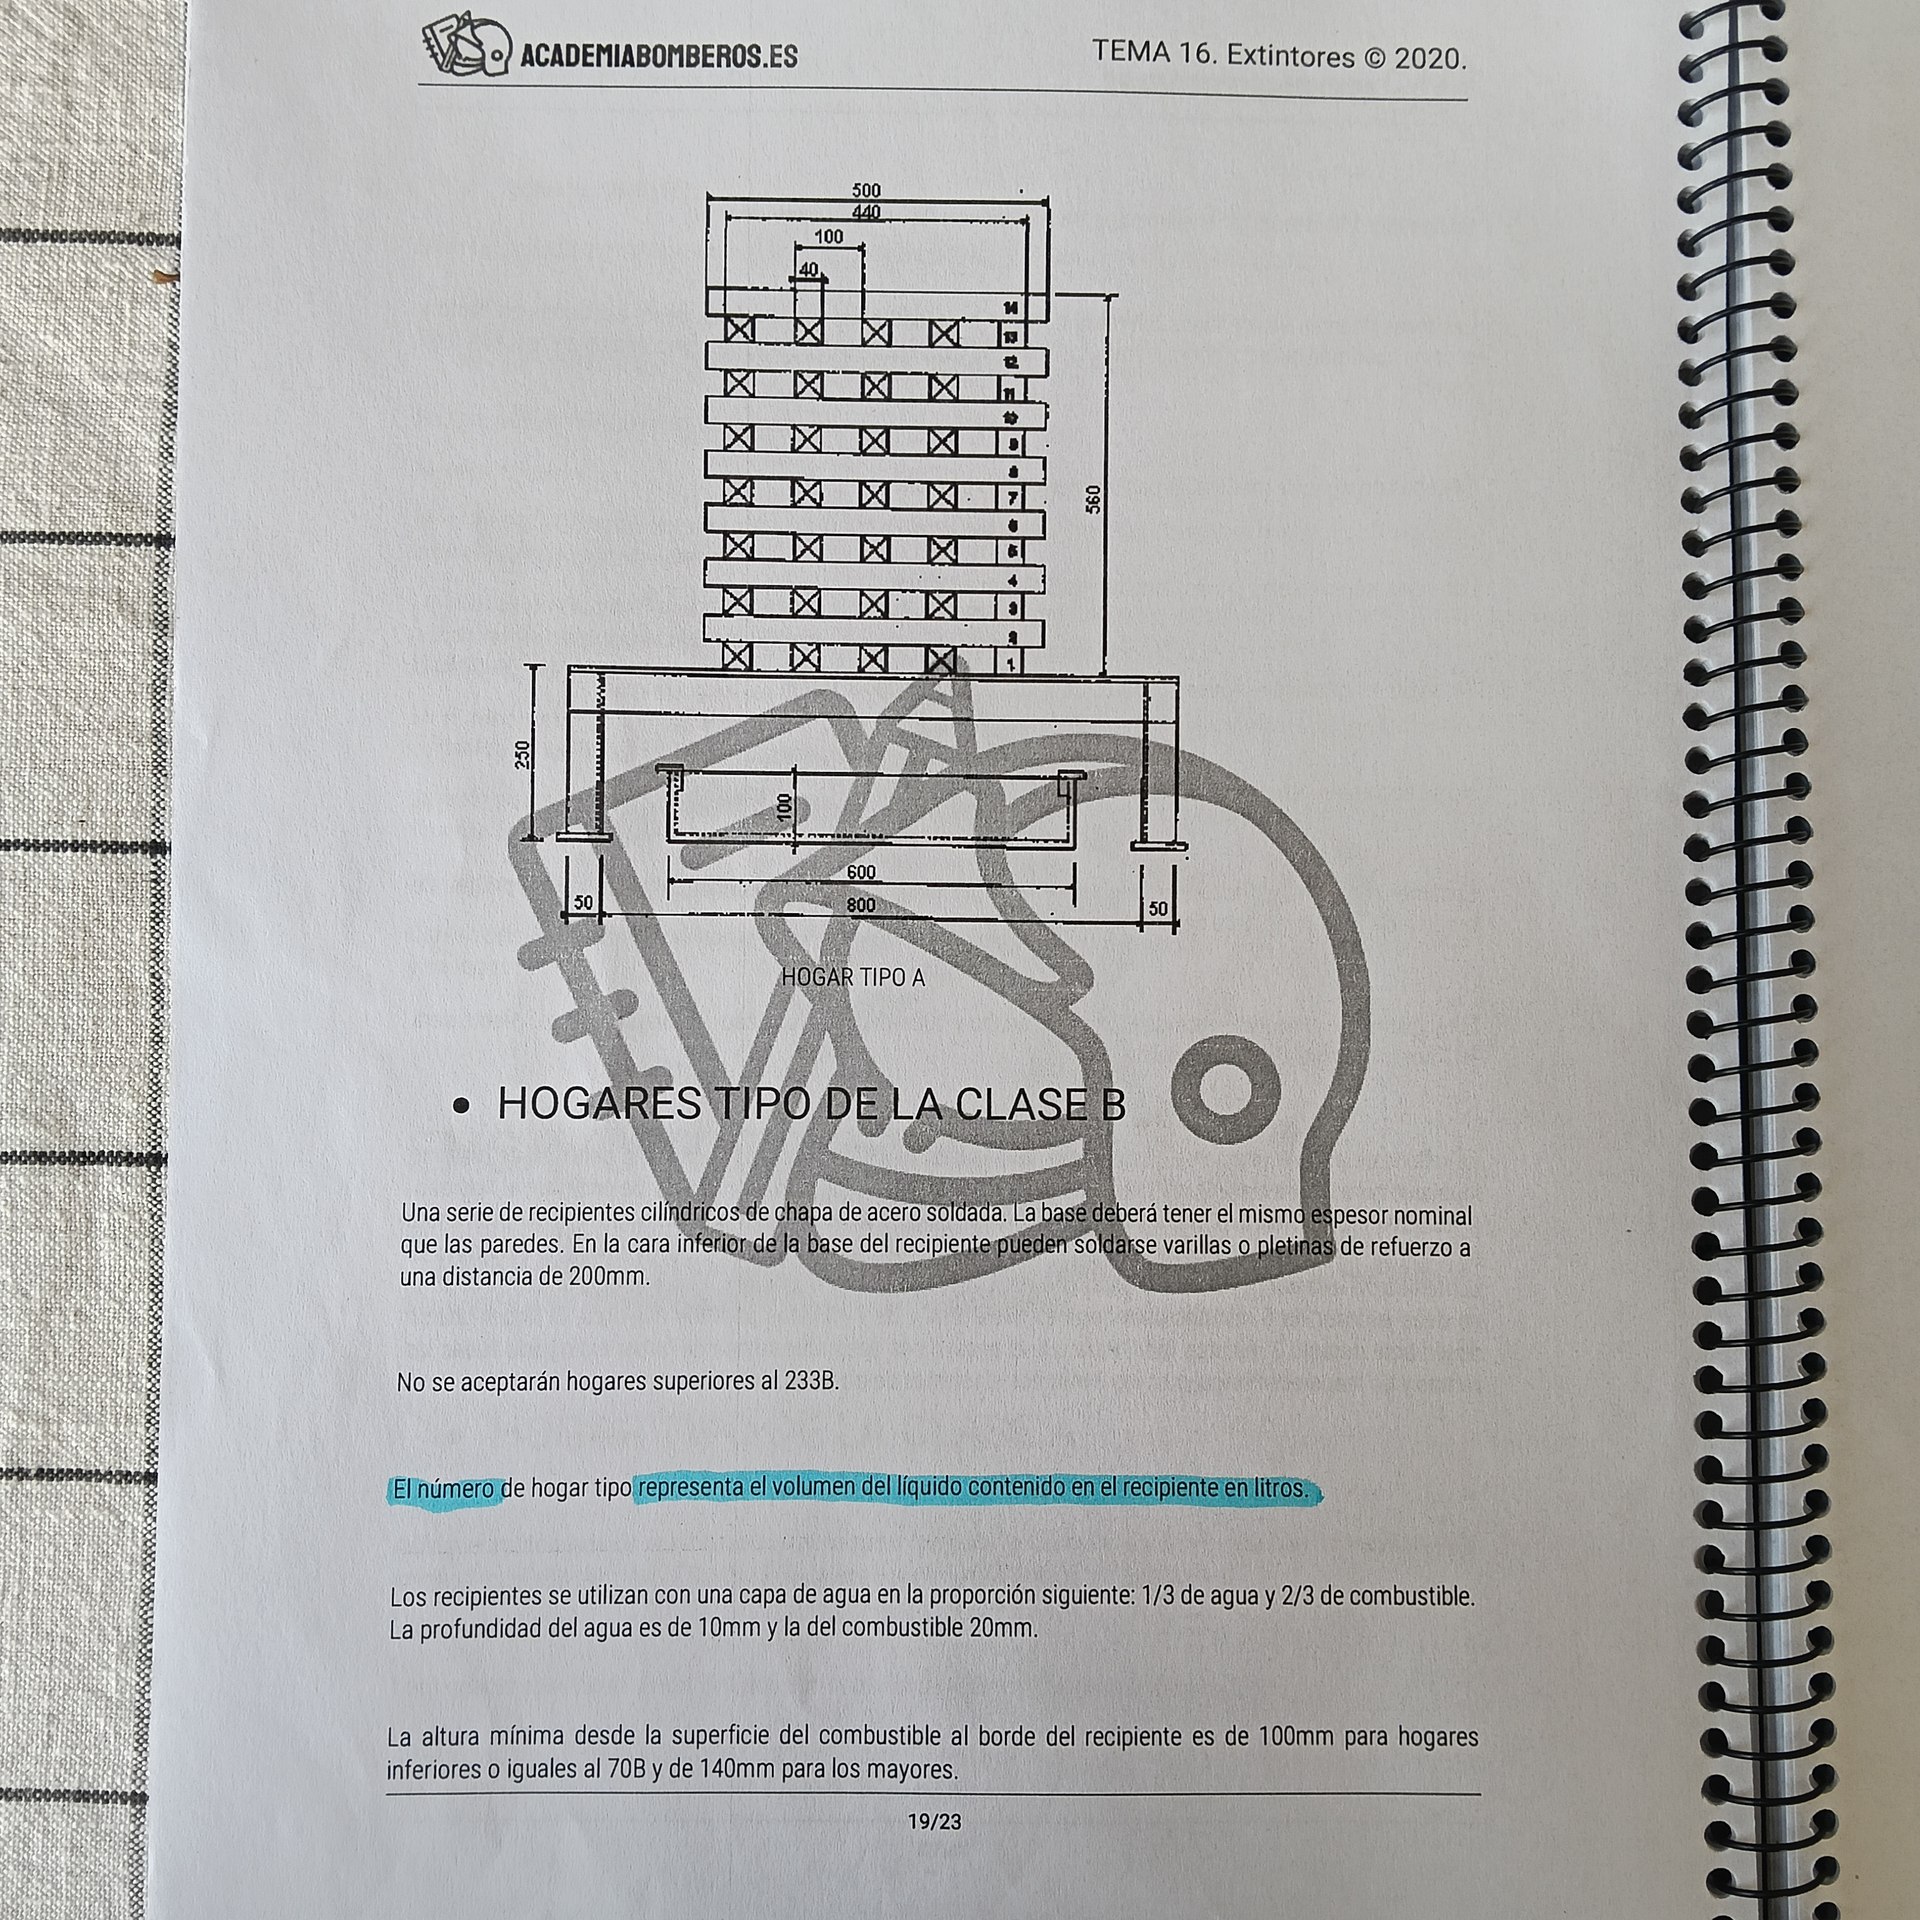 ACADEMIABOMBEROS.ES
TEMA 16. Extintores © 2020.
500
440
100
40
14
13
12
11
10
9
8
7
6
5
4
3
2
1
560
250
100
600
800
50
50
HOGAR TIPO A
• HOGARES TIPO DE LA CLASE B
Una serie de recipientes cilíndricos de chapa de acero soldada. La base deberá tener el mismo espesor nominal
que las paredes. En la cara inferior de la base del recipiente pueden soldarse varillas o pletinas de refuerzo a
una distancia de 200mm.
No se aceptarán hogares superiores al 233B.
El número de hogar tipo representa el volumen del líquido contenido en el recipiente en litros.
Los recipientes se utilizan con una capa de agua en la proporción siguiente: 1/3 de agua y 2/3 de combustible.
La profundidad del agua es de 10mm y la del combustible 20mm.
La altura mínima desde la superficie del combustible al borde del recipiente es de 100mm para hogares
inferiores o iguales al 70B y de 140mm para los mayores.
19/23